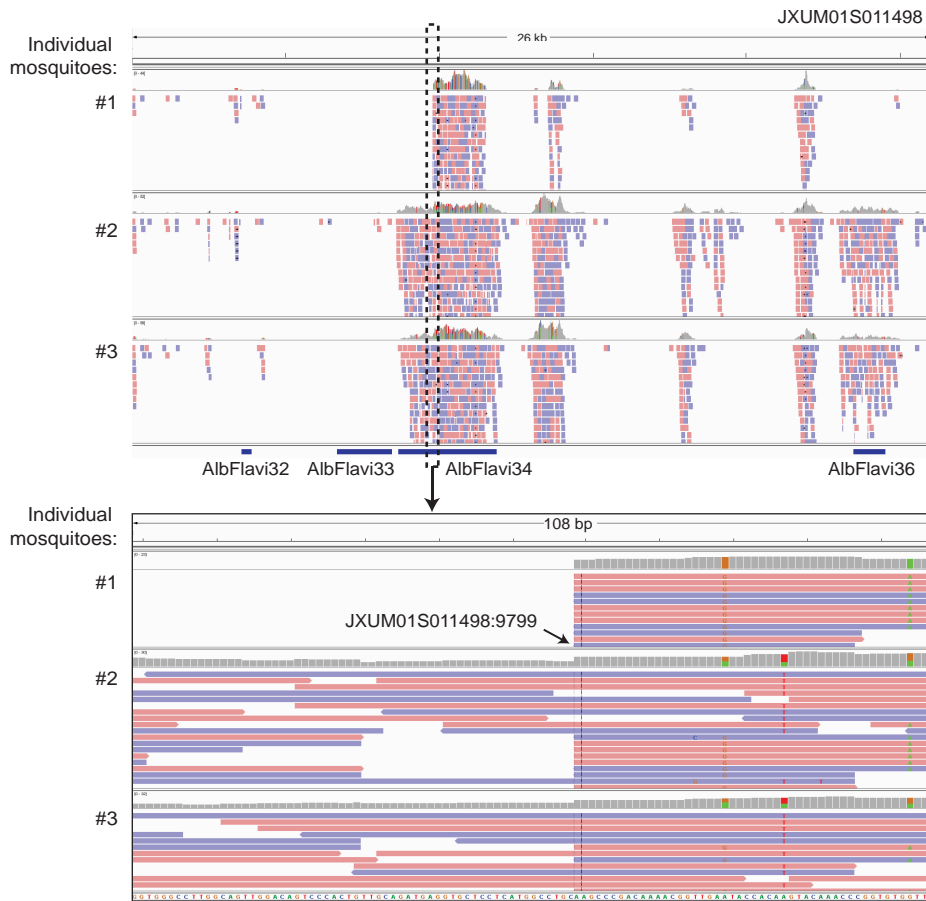 JXUM01S011498
Individual mosquitoes:
26 kb
#1
#2
#3
AlbFlavi32
AlbFlavi33
AlbFlavi34
AlbFlavi36
Individual mosquitoes:
108 bp
#1
JXUM01S011498:9799
#2
#3
GGTGGGCCTTGGCAGTTGGACAGTCCCACTGTTGCAGATGAGGTGCTCCTCATGGCCTGCAAGCCCGACAAAACGGTTGAATACCACAAGTACAAACCCGGTGTGGTT